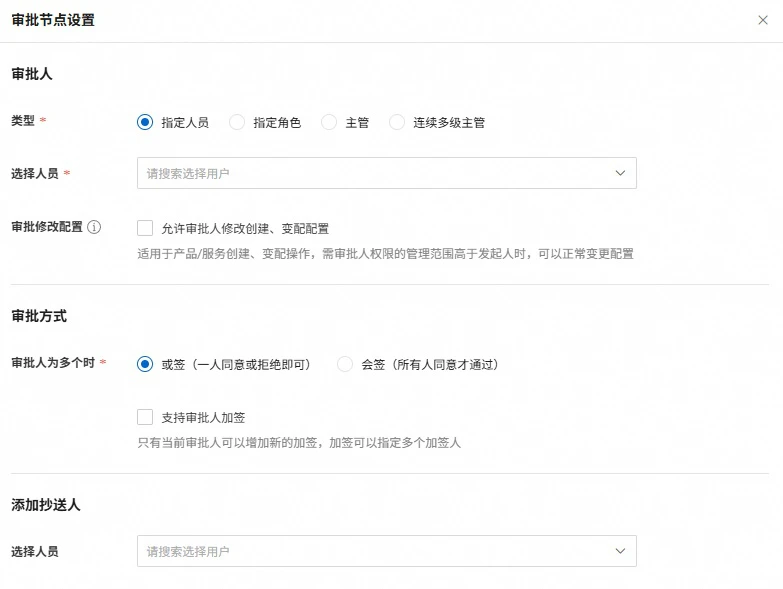 审批节点设置
审批人
类型 * 指定人员 指定角色 主管 连续多级主管
选择人员 * 请搜索选择用户
审批修改配置 允许审批人修改创建、变配配置
适用于产品/服务创建、变配操作，需审批人权限的管理范围高于发起人时，可以正常变更配置
审批方式
审批人为多个时 * 或签（一人同意或拒绝即可） 会签（所有人同意才通过）
支持审批人加签
只有当前审批人可以增加新的加签，加签可以指定多个加签人
添加抄送人
选择人员 请搜索选择用户